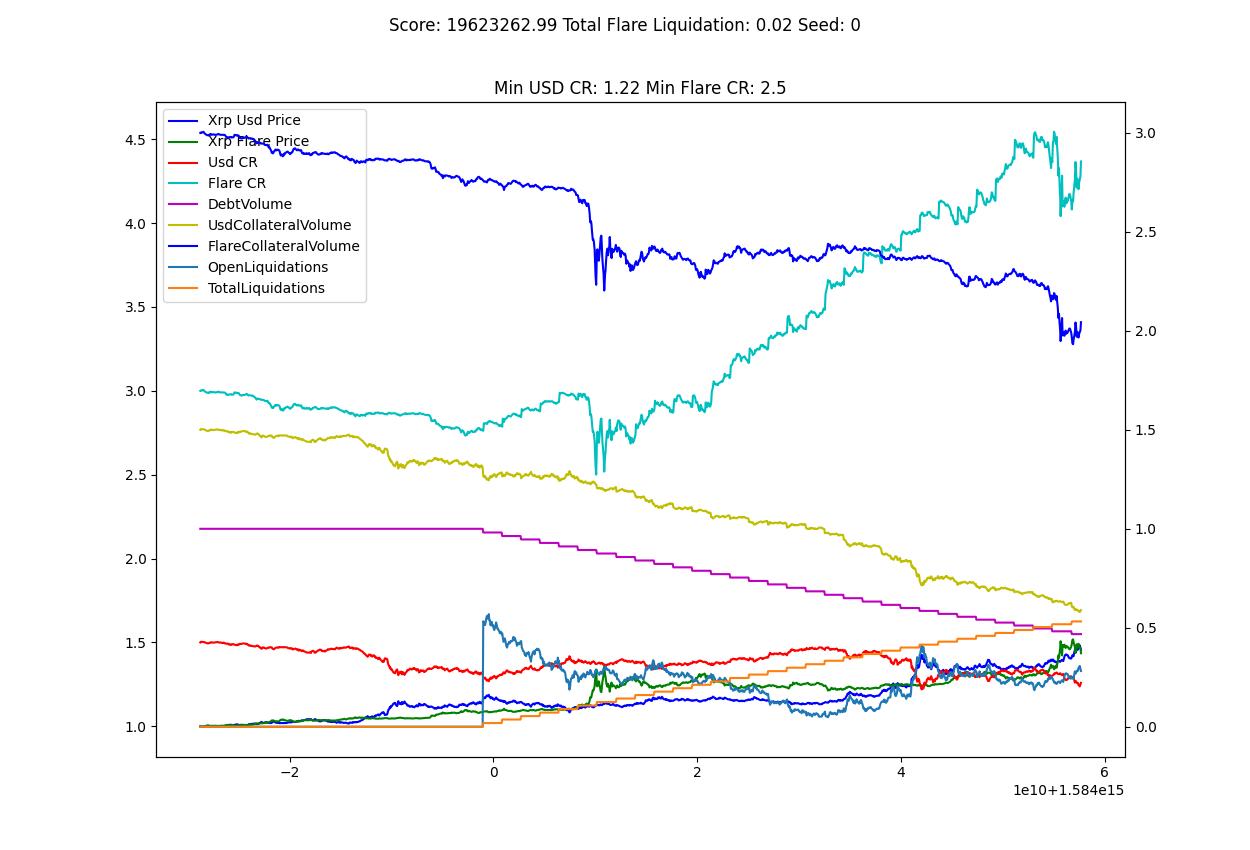 Score: 19623262.99 Total Flare Liquidation: 0.02 Seed: 0
Min USD CR: 1.22 Min Flare CR: 2.5
Xrp Usd Price
Xrp Flare Price
Usd CR
Flare CR
DebtVolume
UsdCollateralVolume
FlareCollateralVolume
OpenLiquidations
TotalLiquidations
4.5
4.0
3.5
3.0
2.5
2.0
1.5
1.0
3.0
2.5
2.0
1.5
1.0
0.5
0.0
−2 0 2 4 6
1e10+1.584e15